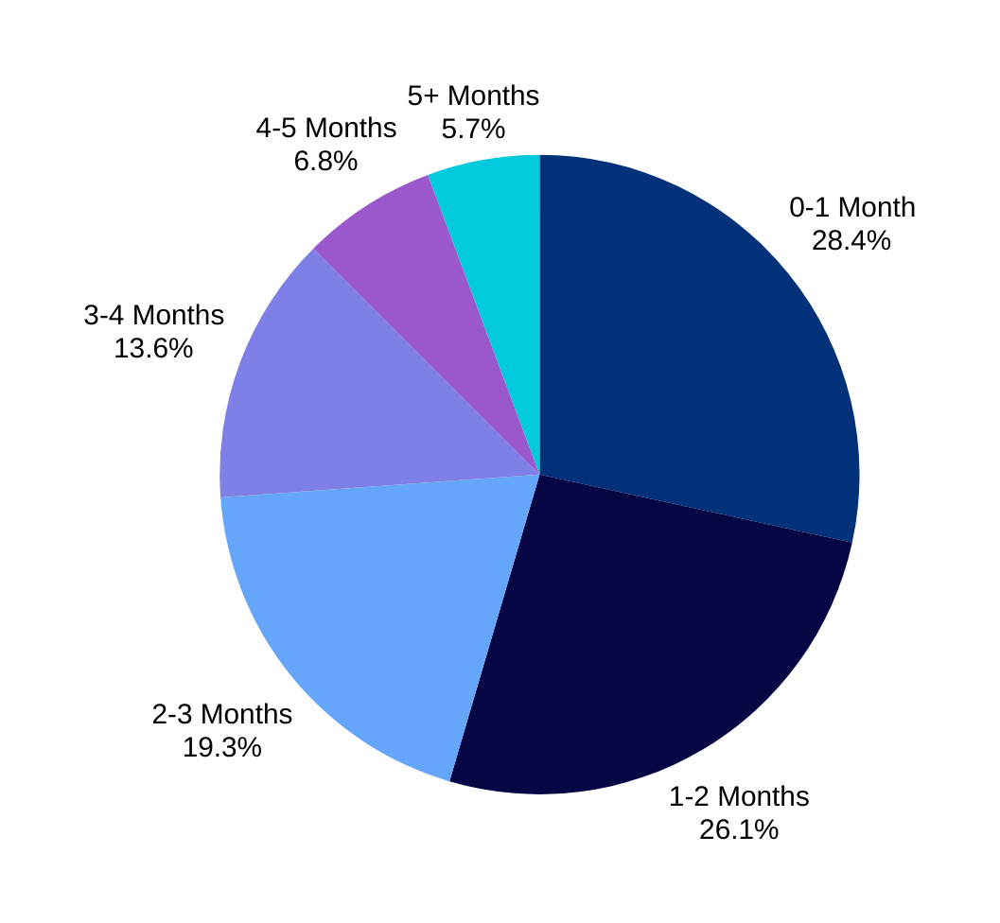 5+ Months
5.7%
4-5 Months
6.8%
0-1 Month
28.4%
3-4 Months
13.6%
2-3 Months
19.3%
1-2 Months
26.1%